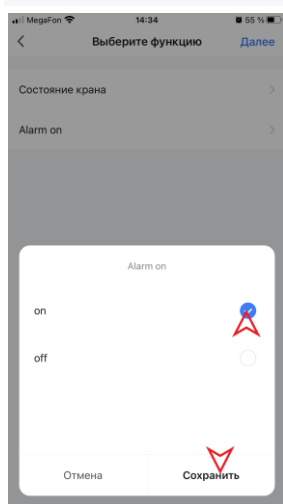 MegaFon 14:34 55 %
Выберите функцию Далее
Состояние крана
Alarm on
Alarm on
on
off
Отмена Сохранить